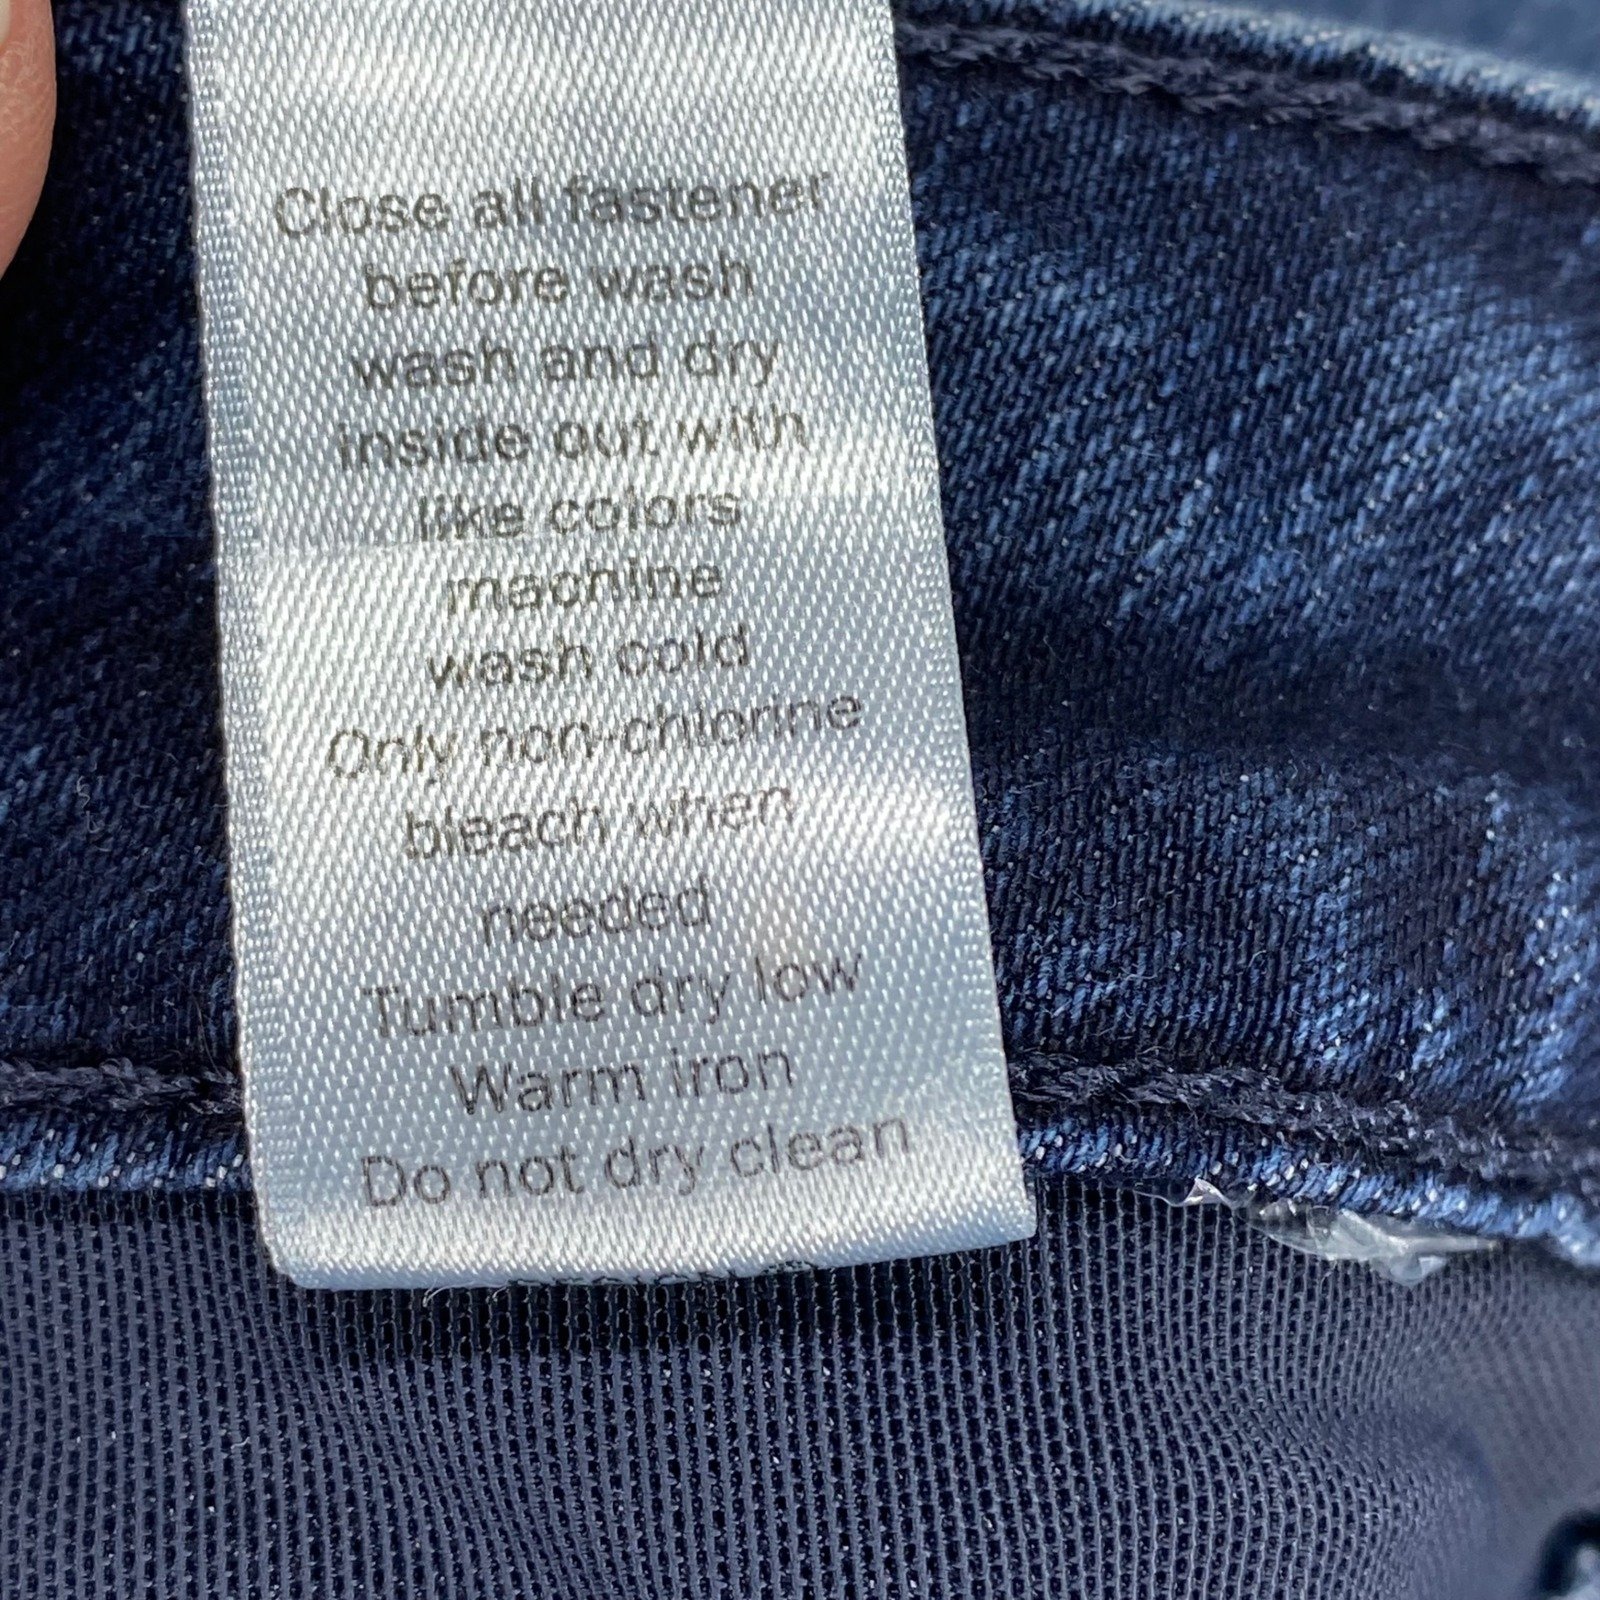 Close all fastener
before wash
wash and dry
inside out with
like colors
machine
wash cold
Only non-chlorine
bleach when
needed
Tumble dry low
Warm iron
Do not dry clean